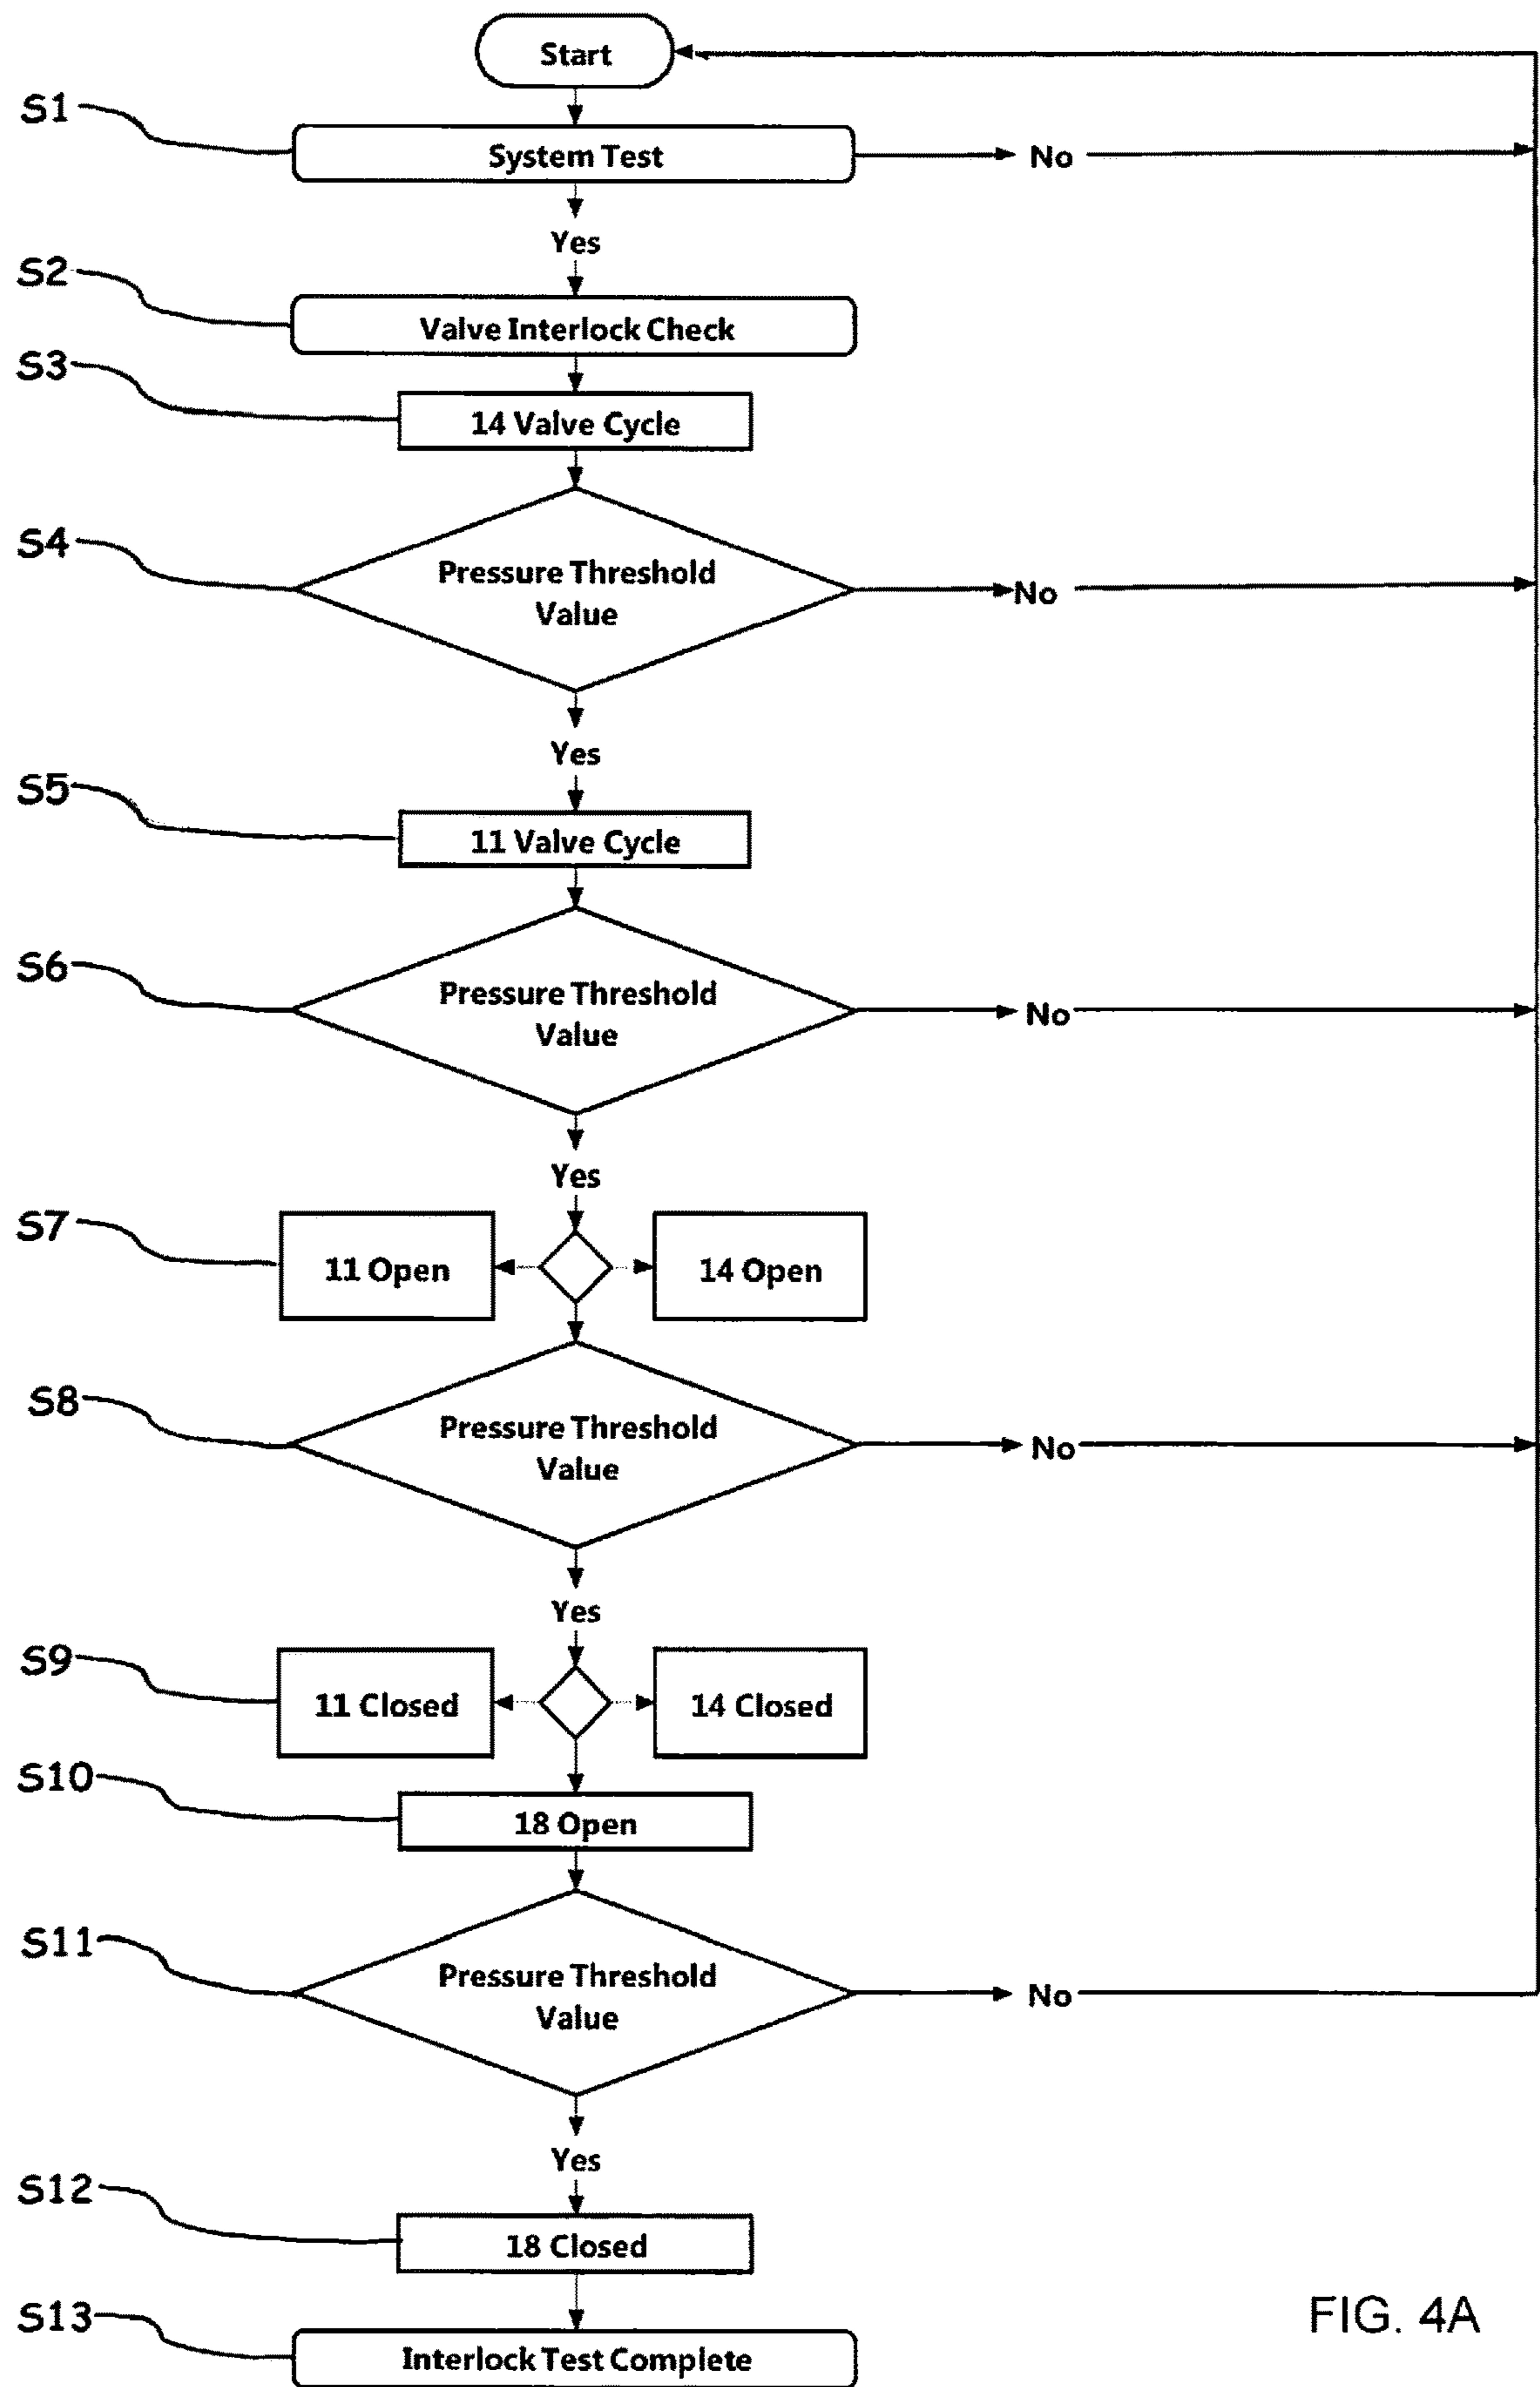 Start
S1
System Test
No
Yes
S2
Valve Interlock Check
S3
14 Valve Cycle
S4
Pressure Threshold
Value
No
Yes
S5
11 Valve Cycle
S6
Pressure Threshold
Value
No
Yes
S7
11 Open
14 Open
S8
Pressure Threshold
Value
No
Yes
S9
11 Closed
14 Closed
S10
18 Open
S11
Pressure Threshold
Value
No
Yes
S12
18 Closed
S13
Interlock Test Complete
FIG. 4A